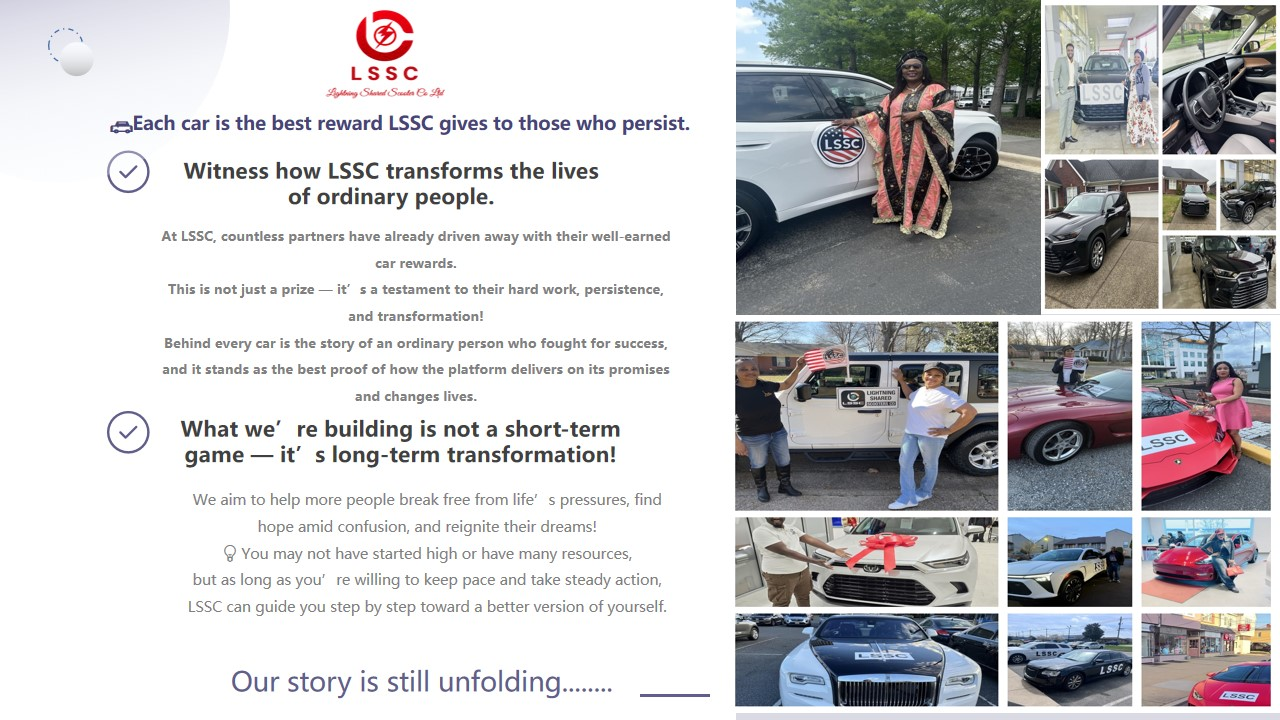 LSSC
Lightning Shared Scooter Co Ltd
Each car is the best reward LSSC gives to those who persist.
Witness how LSSC transforms the lives
of ordinary people.
At LSSC, countless partners have already driven away with their well-earned
car rewards.
This is not just a prize — it’s a testament to their hard work, persistence,
and transformation!
Behind every car is the story of an ordinary person who fought for success,
and it stands as the best proof of how the platform delivers on its promises
and changes lives.
What we’re building is not a short-term
game — it’s long-term transformation!
We aim to help more people break free from life’s pressures, find
hope amid confusion, and reignite their dreams!
You may not have started high or have many resources,
but as long as you’re willing to keep pace and take steady action,
LSSC can guide you step by step toward a better version of yourself.
Our story is still unfolding........
LSSC
LSSC
LSSC
LIGHTNING
SHARED
SCOOTER CO
LSSC
LSSC
LSSC
LSSC
LSSC
LSSC